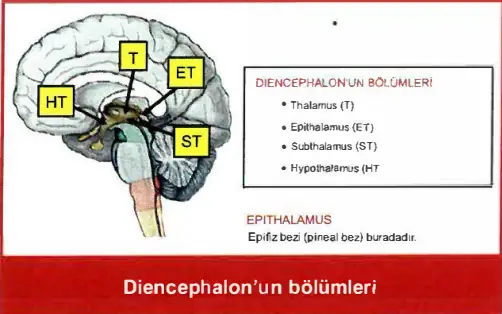 T
ET
HT
ST
DIENCEPHALON'UN BÖLÜMLERİ
• Thalamus (T)
• Epithalamus (ET)
• Subthalamus (ST)
• Hypothalamus (HT
EPITHALAMUS
Epifiz bezi (pineal bez) buradadır.
Diencephalon'un bölümleri